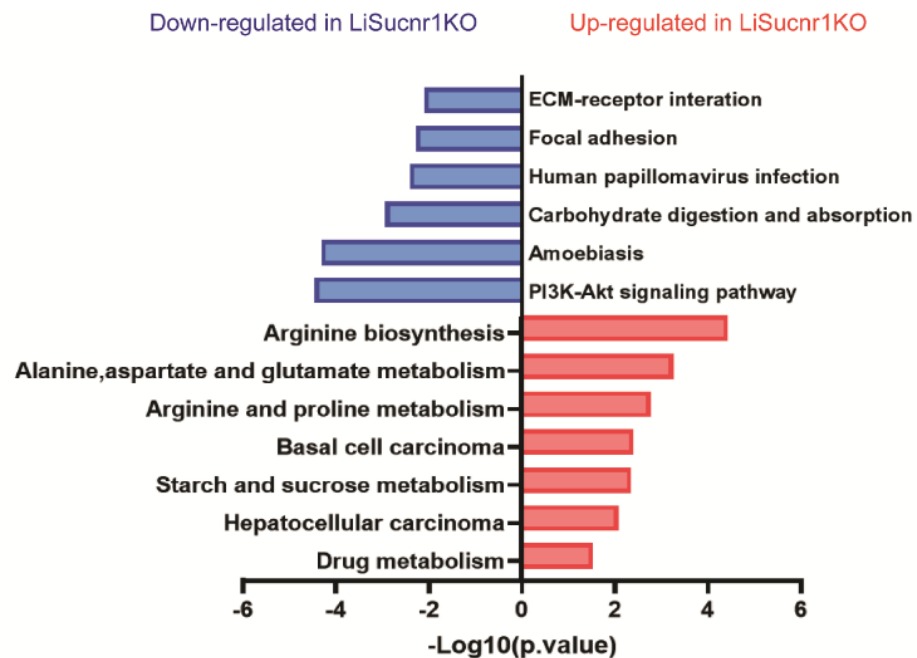 Down-regulated in LiSucnr1KO
Up-regulated in LiSucnr1KO
ECM-receptor interation
Focal adhesion
Human papillomavirus infection
Carbohydrate digestion and absorption
Amoebiasis
PI3K-Akt signaling pathway
Arginine biosynthesis
Alanine,aspartate and glutamate metabolism
Arginine and proline metabolism
Basal cell carcinoma
Starch and sucrose metabolism
Hepatocellular carcinoma
Drug metabolism
-6 -4 -2 0 2 4 6
-Log10(p.value)